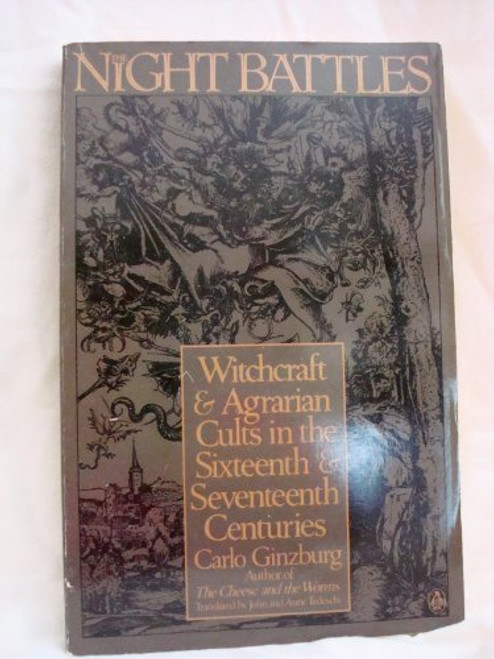 THE
NIGHT BATTLES
Witchcraft
& Agrarian
Cults in the
Sixteenth &
Seventeenth
Centuries
Carlo Ginzburg
Author of
The Cheese and the Worms
Translated by John and Anne Tedeschi